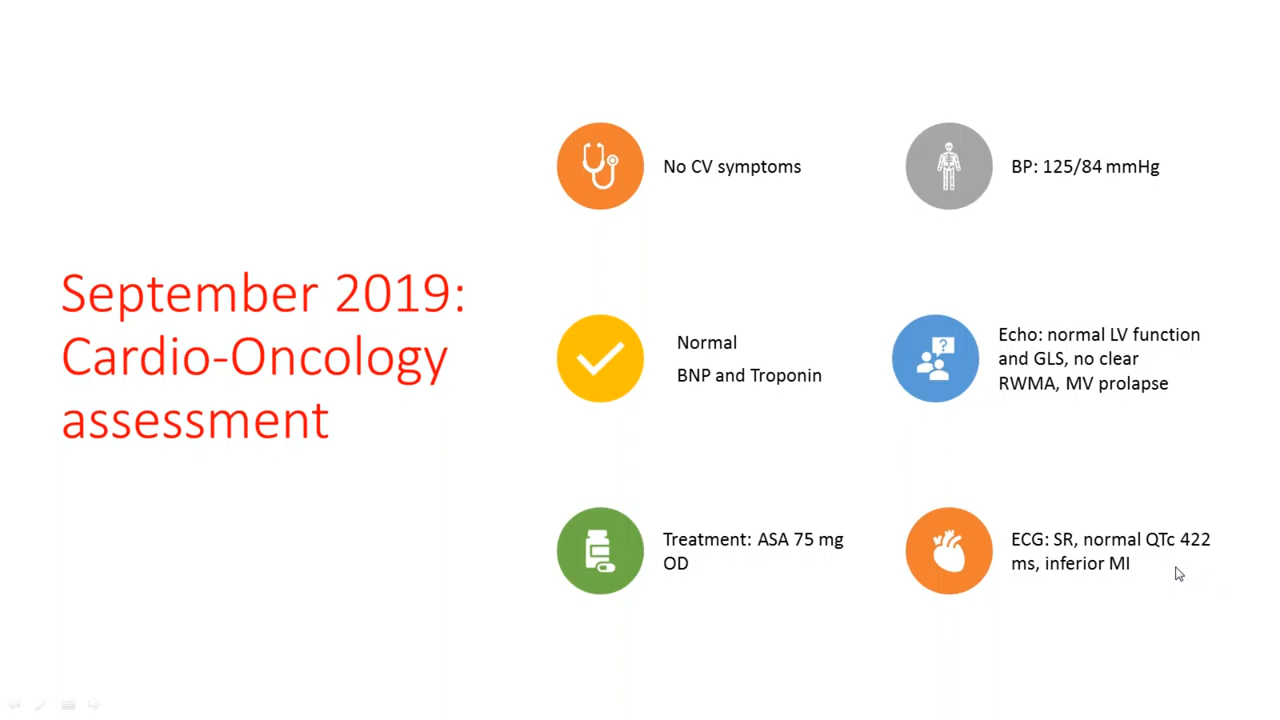 September 2019:
Cardio-Oncology
assessment
No CV symptoms
BP: 125/84 mmHg
Normal
BNP and Troponin
?
Echo: normal LV function
and GLS, no clear
RWMA, MV prolapse
Treatment: ASA 75 mg
OD
ECG: SR, normal QTc 422
ms, inferior MI